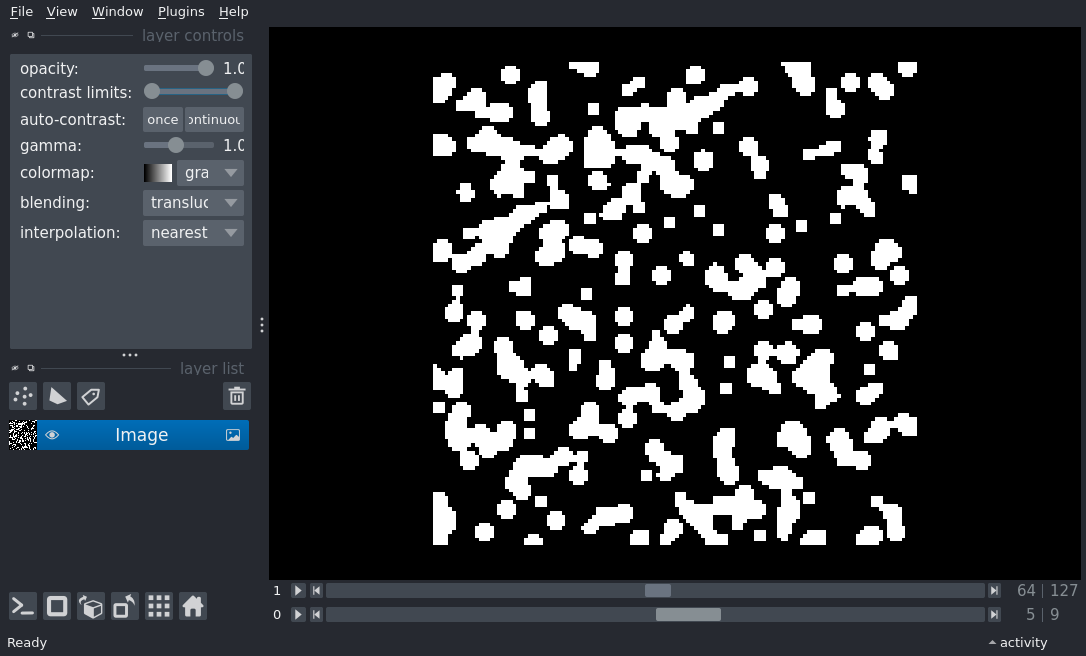 File View Window Plugins Help
layer controls
opacity: 1.0
contrast limits:
auto-contrast: once ontinuou
gamma: 1.0
colormap: gra
blending: transluc
interpolation: nearest
layer list
Image
1 64 | 127
0 5 | 9
Ready activity